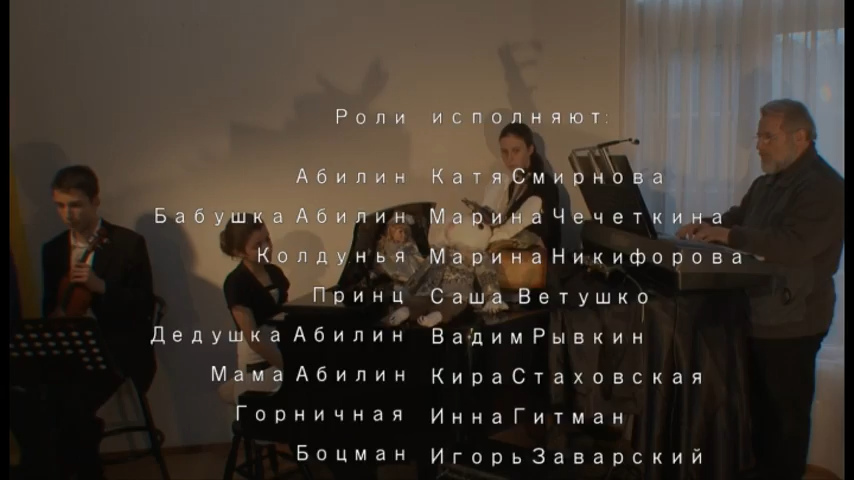 Роли исполняют:
Абилин Катя Смирнова
Бабушка Абилин Марина Чечеткина
Колдунья Марина Никифорова
Принц Саша Ветушко
Дедушка Абилин Вадим Рывкин
Мама Абилин Кира Стаховская
Горничная Инна Гитман
Боцман Игорь Заварский